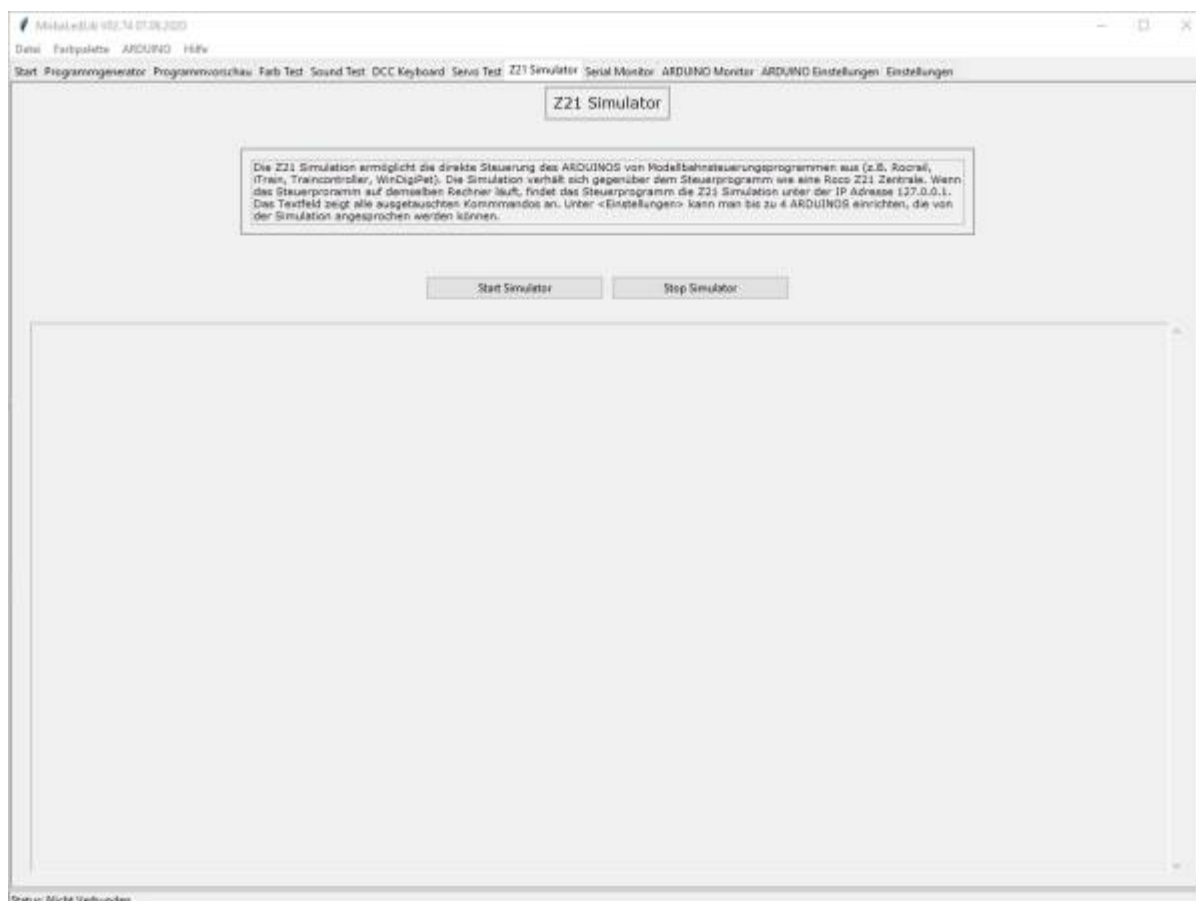 MobaLedLib V02.74 07.06.2020
Datei Farbpalette ARDUINO Hilfe
Start Programmgenerator Programmvorschau Farb Test Sound Test DCC Keyboard Servo Test Z21 Simulator Serial Monitor ARDUINO Monitor ARDUINO Einstellungen Einstellungen
Z21 Simulator
Die Z21 Simulation ermöglicht die direkte Steuerung des ARDUINOS von Modellbahnsteuerungsprogrammen aus (z.B. Rocrail,
iTrain, Traincontroller, WinDigiPet). Die Simulation verhält sich gegenüber dem Steuerprogramm wie eine Roco Z21 Zentrale. Wenn
das Steuerproramm auf demselben Rechner läuft, findet das Steuerprogramm die Z21 Simulation unter der IP Adresse 127.0.0.1.
Das Textfeld zeigt alle ausgetauschten Kommmandos an. Unter <Einstellungen> kann man bis zu 4 ARDUINOS einrichten, die von
der Simulation angesprochen werden können.
Start Simulator Stop Simulator
Status: Nicht Verbunden